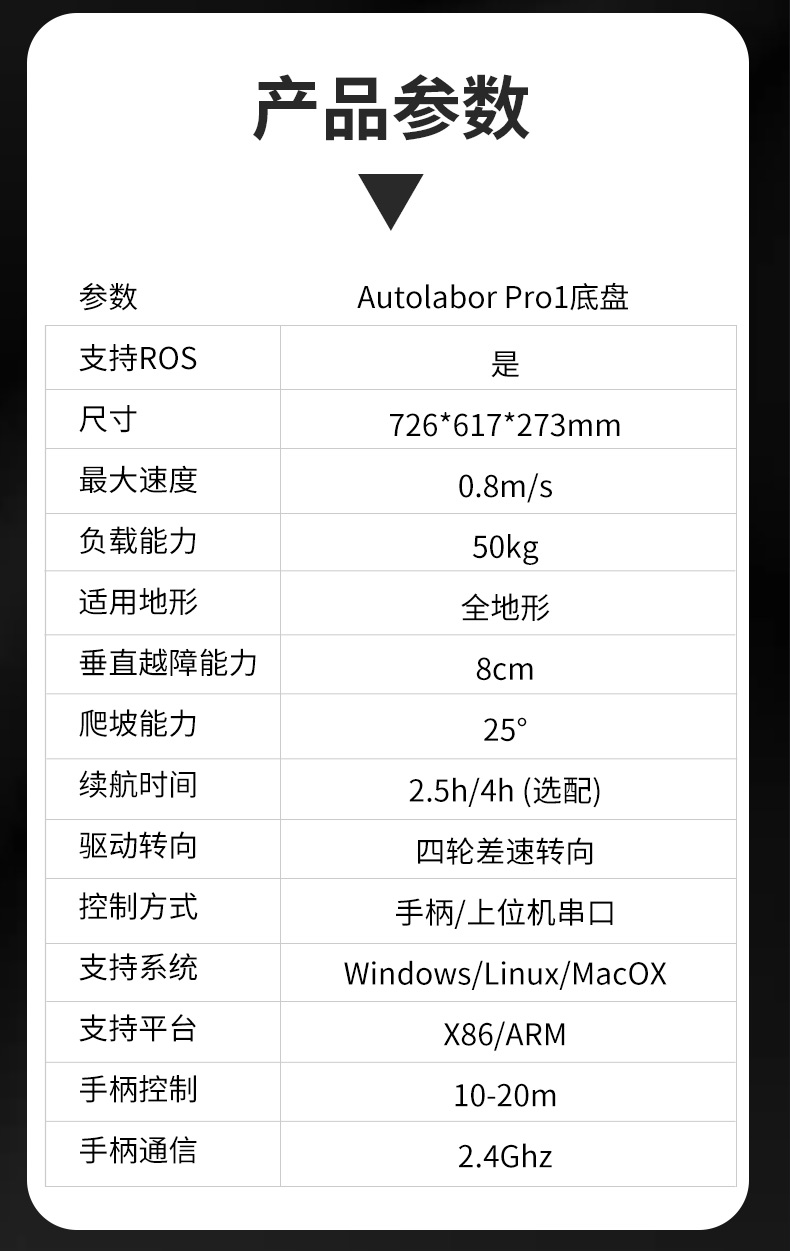 产品参数
参数 Autolabor Pro1底盘
支持ROS 是
尺寸 726*617*273mm
最大速度 0.8m/s
负载能力 50kg
适用地形 全地形
垂直越障能力 8cm
爬坡能力 25°
续航时间 2.5h/4h (选配)
驱动转向 四轮差速转向
控制方式 手柄/上位机串口
支持系统 Windows/Linux/MacOX
支持平台 X86/ARM
手柄控制 10-20m
手柄通信 2.4Ghz